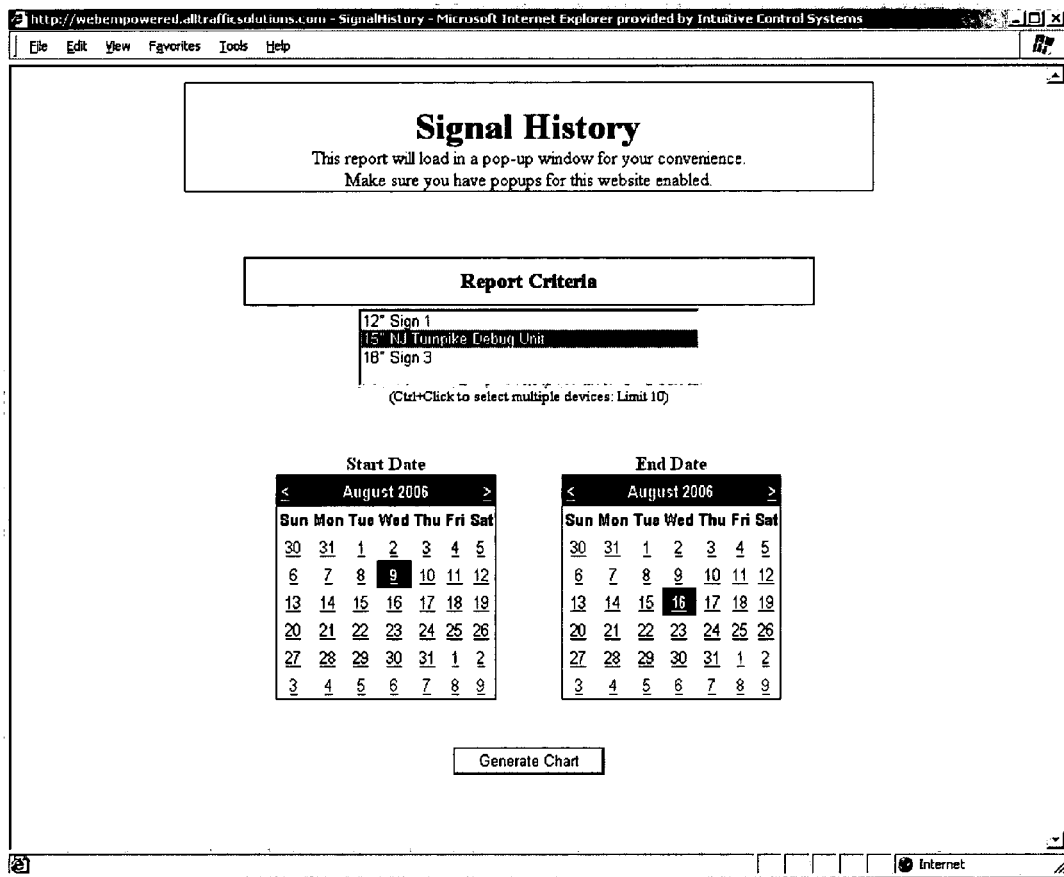 http://webempowered.alltrafficsolutions.com - SignalHistory - Microsoft Internet Explorer provided by Intuitive Control Systems
File Edit View Favorites Tools Help
Signal History
This report will load in a pop-up window for your convenience.
Make sure you have popups for this website enabled.
Report Criteria
12" Sign 1
15" NJ Turnpike Debug Unit
18" Sign 3
(Ctrl+Click to select multiple devices: Limit 10)
Start Date End Date
< August 2006 > < August 2006 >
Sun Mon Tue Wed Thu Fri Sat Sun Mon Tue Wed Thu Fri Sat
30 31 1 2 3 4 5 30 31 1 2 3 4 5
6 7 8 9 10 11 12 6 7 8 9 10 11 12
13 14 15 16 17 18 19 13 14 15 16 17 18 19
20 21 22 23 24 25 26 20 21 22 23 24 25 26
27 28 29 30 31 1 2 27 28 29 30 31 1 2
3 4 5 6 7 8 9 3 4 5 6 7 8 9
Generate Chart
Internet